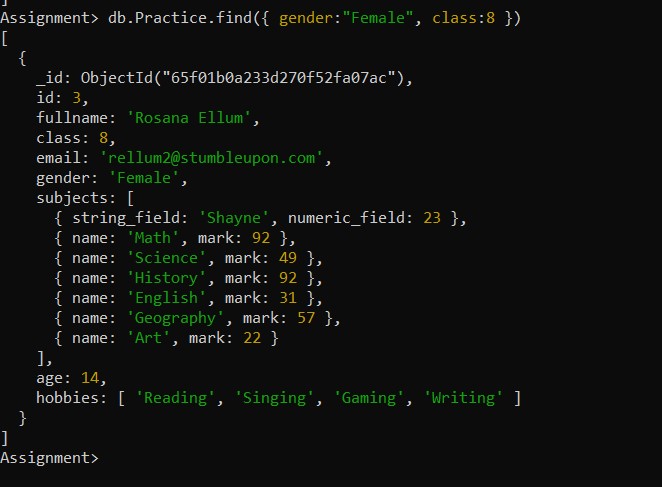 ]
Assignment> db.Practice.find({ gender:"Female", class:8 })
[
  {
    _id: ObjectId("65f01b0a233d270f52fa07ac"),
    id: 3,
    fullname: 'Rosana Ellum',
    class: 8,
    email: 'rellum2@stumbleupon.com',
    gender: 'Female',
    subjects: [
      { string_field: 'Shayne', numeric_field: 23 },
      { name: 'Math', mark: 92 },
      { name: 'Science', mark: 49 },
      { name: 'History', mark: 92 },
      { name: 'English', mark: 31 },
      { name: 'Geography', mark: 57 },
      { name: 'Art', mark: 22 }
    ],
    age: 14,
    hobbies: [ 'Reading', 'Singing', 'Gaming', 'Writing' ]
  }
]
Assignment>